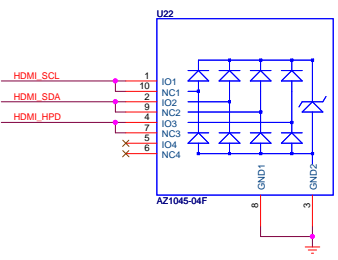 U22
HDMI_SCL 1 IO1
10 NC1
HDMI_SDA 2 IO2
9 NC2
HDMI_HPD 4 IO3
7 NC3
5 IO4
6 NC4
GND1
GND2
AZ1045-04F
8
3